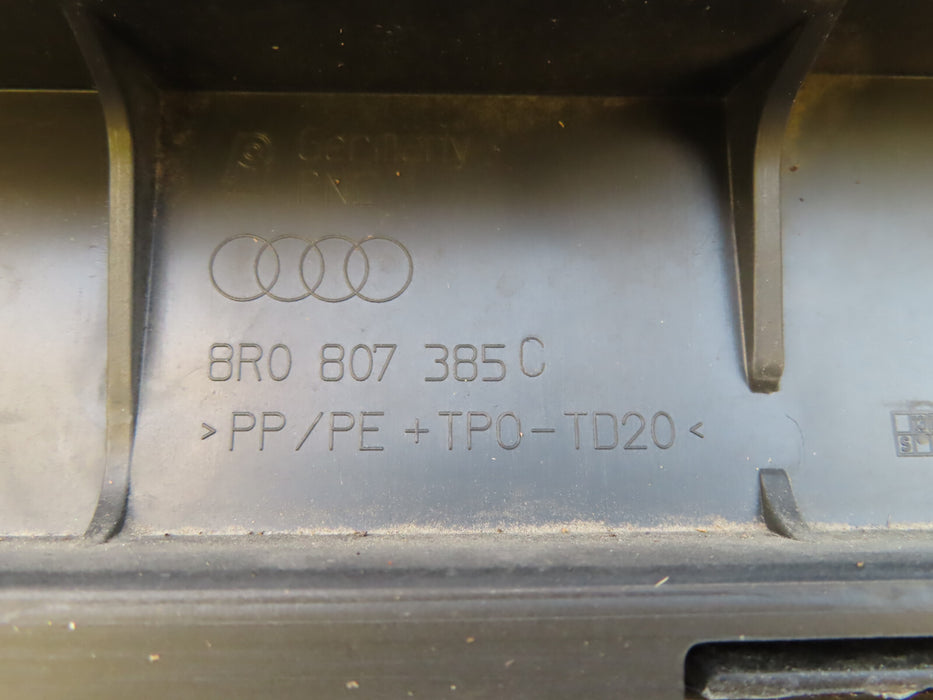 Germany
8R0 807 385 C
>PP/PE+TPO-TD20<